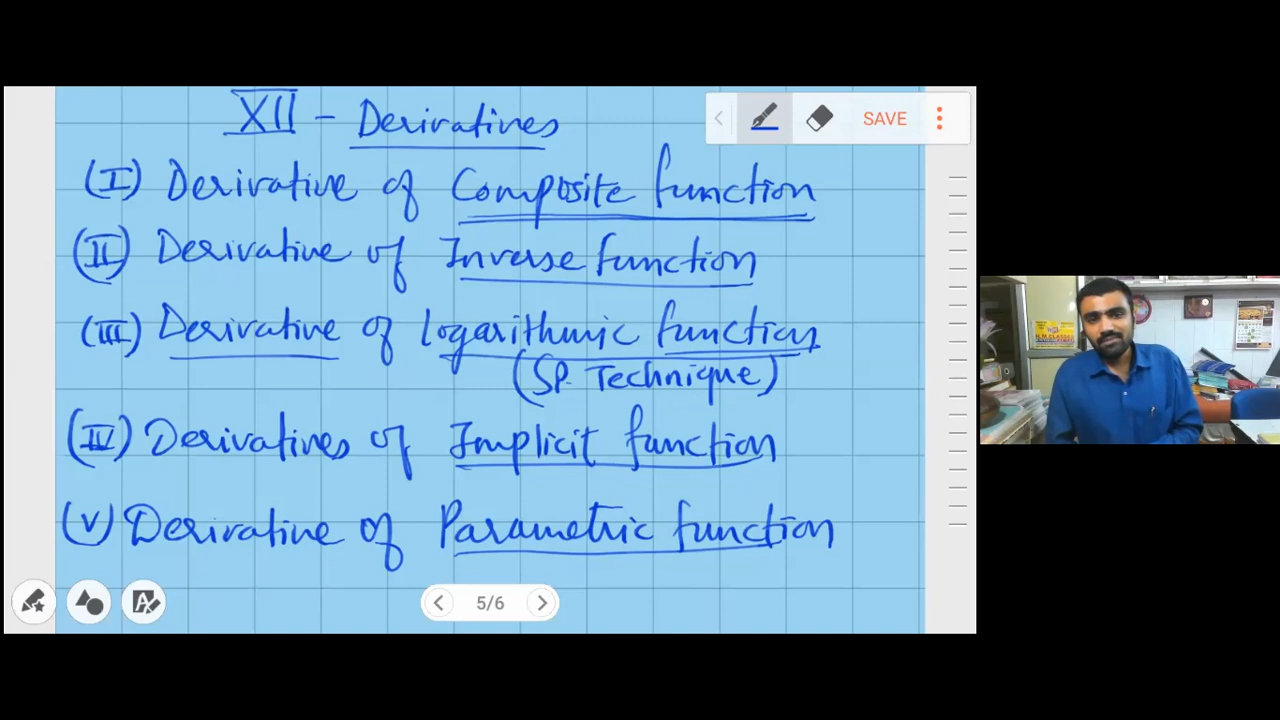 XII - Derivatives
SAVE
(I) Derivative of Composite function
(II) Derivative of Inverse function
(III) Derivative of logarithmic function
(SP. Technique)
(IV) Derivatives of Implicit function
(V) Derivative of Parametric function
5/6